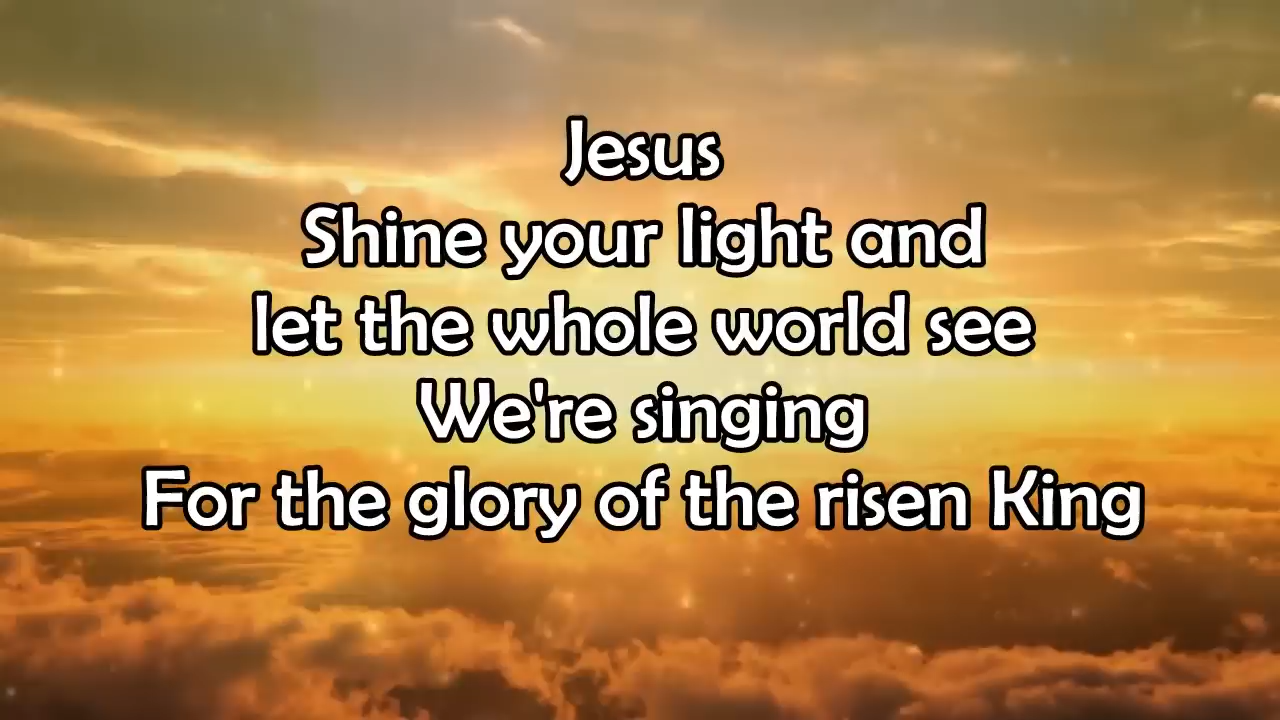 Jesus
Shine your light and
let the whole world see
We're singing
For the glory of the risen King